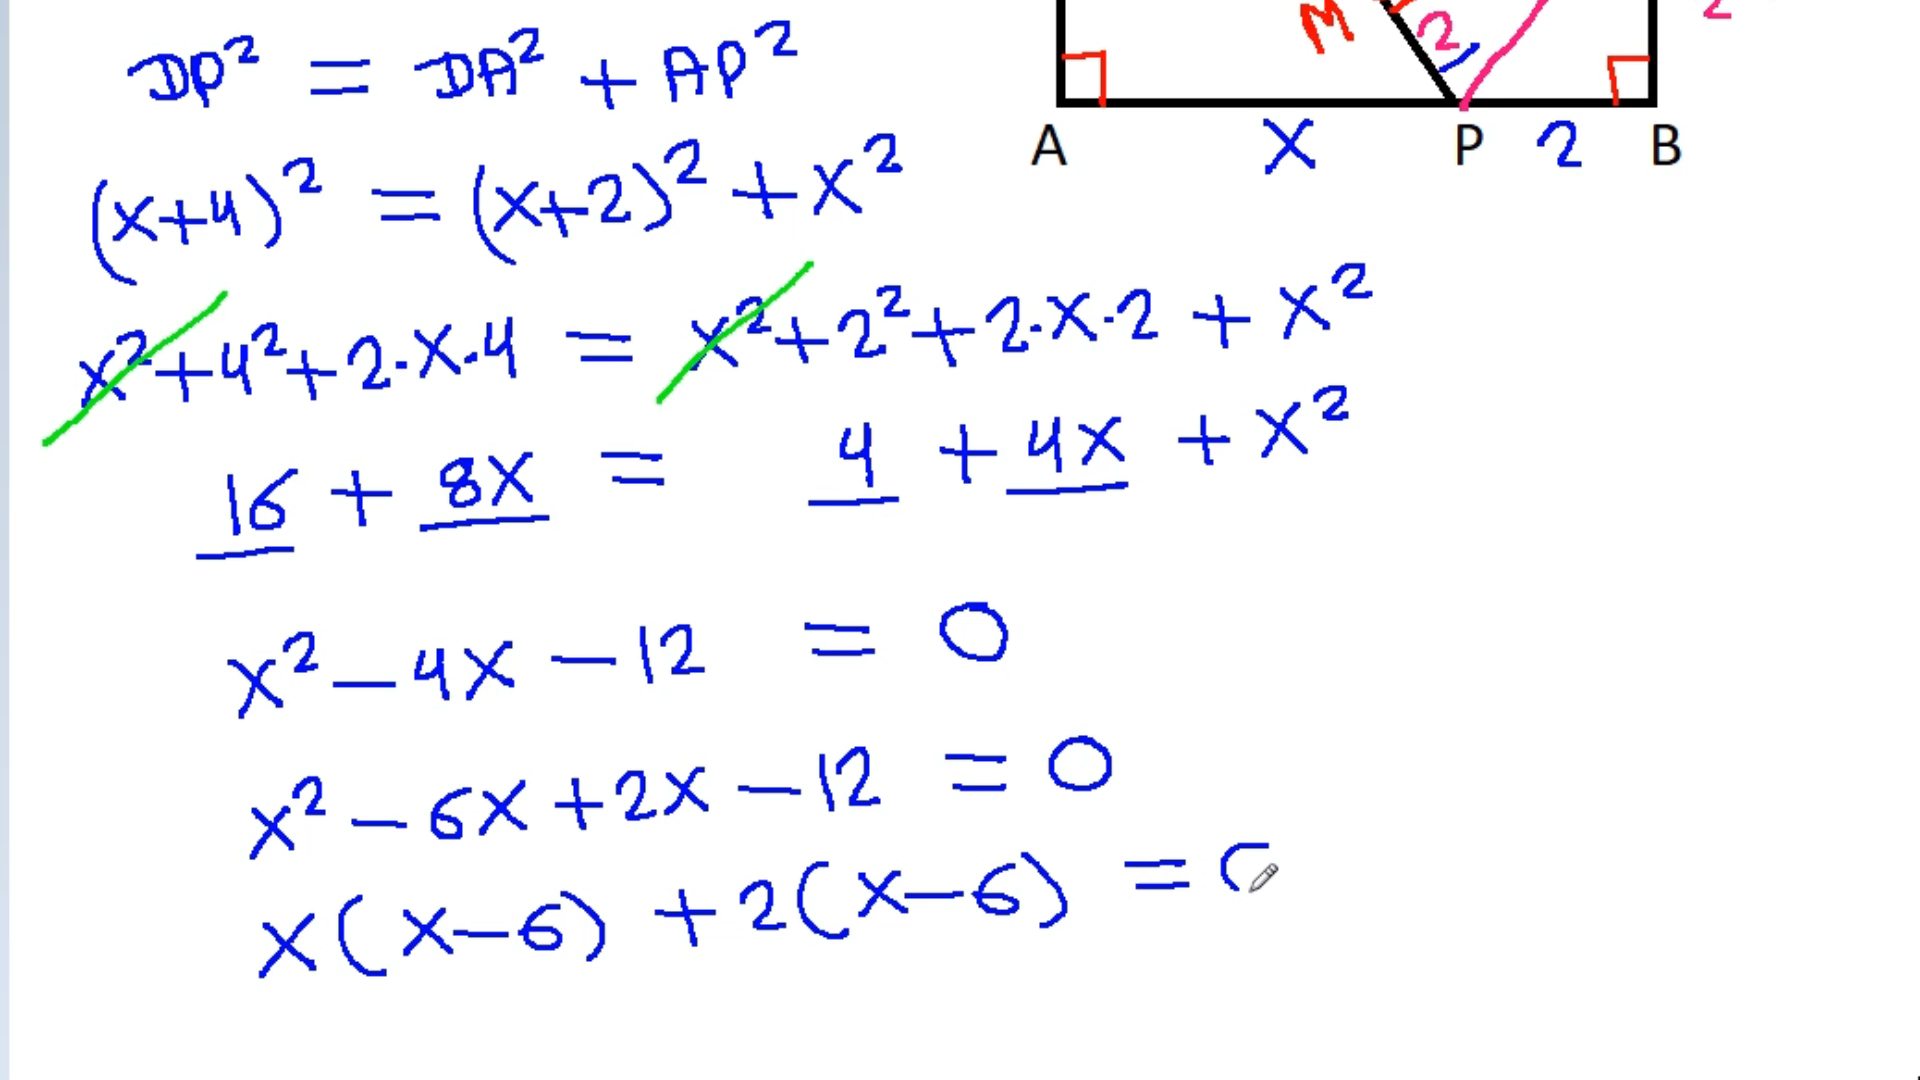 DP² = DA² + AP²
(x+4)² = (x+2)² + x²
x² + 4² + 2·x·4 = x² + 2² + 2·x·2 + x²
16 + 8x = 4 + 4x + x²
x² - 4x - 12 = 0
x² - 6x + 2x - 12 = 0
x(x-6) + 2(x-6) =
M 2
A x P 2 B